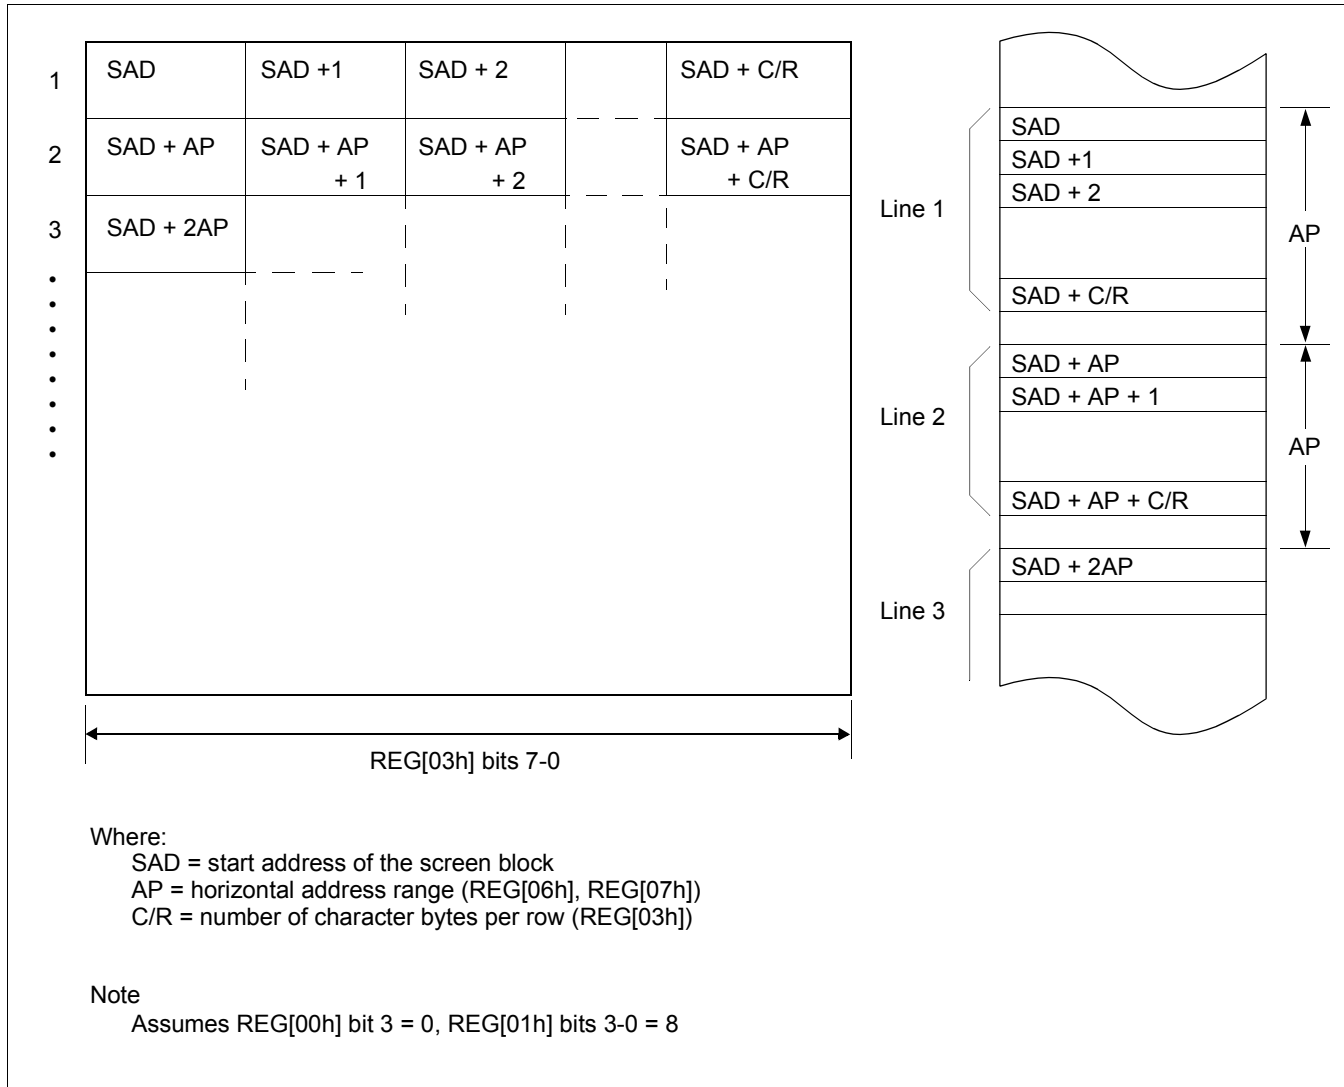 1 SAD SAD +1 SAD + 2 SAD + C/R
2 SAD + AP SAD + AP + 1 SAD + AP + 2 SAD + AP + C/R
3 SAD + 2AP
REG[03h] bits 7-0
Line 1
SAD
SAD +1
SAD + 2
SAD + C/R
AP
Line 2
SAD + AP
SAD + AP + 1
SAD + AP + C/R
AP
Line 3
SAD + 2AP
Where:
SAD = start address of the screen block
AP = horizontal address range (REG[06h], REG[07h])
C/R = number of character bytes per row (REG[03h])
Note
Assumes REG[00h] bit 3 = 0, REG[01h] bits 3-0 = 8